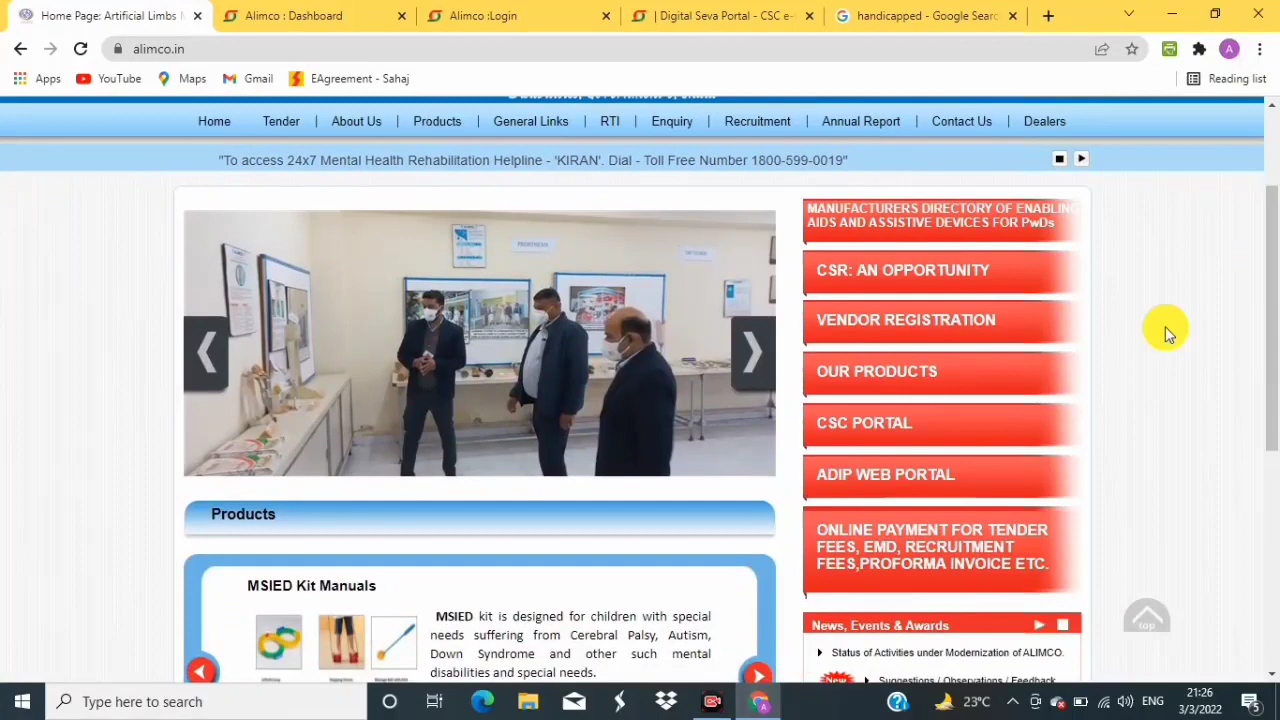 Home Page: Artificial Limbs M
Alimco : Dashboard
Alimco :Login
| Digital Seva Portal - CSC e-
handicapped - Google Searc
alimco.in
A
Apps
YouTube
Maps
Gmail
EAgreement - Sahaj
Reading list
Home
Tender
About Us
Products
General Links
RTI
Enquiry
Recruitment
Annual Report
Contact Us
Dealers
"To access 24x7 Mental Health Rehabilitation Helpline - 'KIRAN'. Dial - Toll Free Number 1800-599-0019"
MANUFACTURERS DIRECTORY OF ENABLING
AIDS AND ASSISTIVE DEVICES FOR PwDs
CSR: AN OPPORTUNITY
VENDOR REGISTRATION
OUR PRODUCTS
CSC PORTAL
ADIP WEB PORTAL
ONLINE PAYMENT FOR TENDER
FEES, EMD, RECRUITMENT
FEES,PROFORMA INVOICE ETC.
Products
MSIED Kit Manuals
MSIED kit is designed for children with special
needs suffering from Cerebral Palsy, Autism,
Down Syndrome and other such mental
disabilities and special needs.
top
News, Events & Awards
Status of Activities under Modernization of ALIMCO.
New
Suggestions / Observations / Feedback
Type here to search
23°C
ENG
21:26
3/3/2022
5